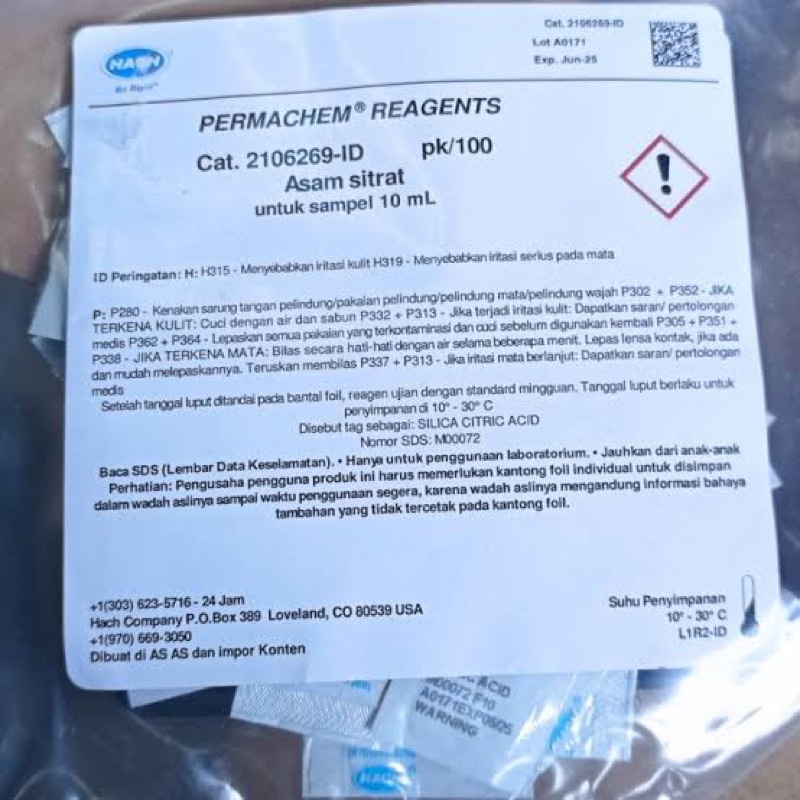 HACH
Be Right™
Cat. 2106269-ID
Lot A0171
Exp. Jun-25
PERMACHEM® REAGENTS
Cat. 2106269-ID pk/100
Asam sitrat
untuk sampel 10 mL
ID Peringatan: H: H315 - Menyebabkan iritasi kulit H319 - Menyebabkan iritasi serius pada mata
P: P280 - Kenakan sarung tangan pelindung/pakaian pelindung/pelindung mata/pelindung wajah P302 + P352 - JIKA
TERKENA KULIT: Cuci dengan air dan sabun P332 + P313 - Jika terjadi iritasi kulit: Dapatkan saran/ pertolongan
medis P362 + P364 - Lepaskan semua pakaian yang terkontaminasi dan cuci sebelum digunakan kembali P305 + P351 +
P338 - JIKA TERKENA MATA: Bilas secara hati-hati dengan air selama beberapa menit. Lepas lensa kontak, jika ada
dan mudah melepaskannya. Teruskan membilas P337 + P313 - Jika iritasi mata berlanjut: Dapatkan saran/ pertolongan
medis
Setelah tanggal luput ditandai pada bantal foil, reagen ujian dengan standard mingguan. Tanggal luput berlaku untuk
penyimpanan di 10° - 30° C
Disebut tag sebagai: SILICA CITRIC ACID
Nomor SDS: M00072
Baca SDS (Lembar Data Keselamatan). • Hanya untuk penggunaan laboratorium. • Jauhkan dari anak-anak
Perhatian: Pengusaha pengguna produk ini harus memerlukan kantong foil individual untuk disimpan
dalam wadah aslinya sampai waktu penggunaan segera, karena wadah aslinya mengandung informasi bahaya
tambahan yang tidak tercetak pada kantong foil.
+1(303) 623-5716 - 24 Jam
Hach Company P.O.Box 389 Loveland, CO 80539 USA
+1(970) 669-3050
Dibuat di AS AS dan impor Konten
Suhu Penyimpanan
10° - 30° C
L1R2-ID
ACID
M00072 F10
A0171EXP06/25
WARNING
HACH